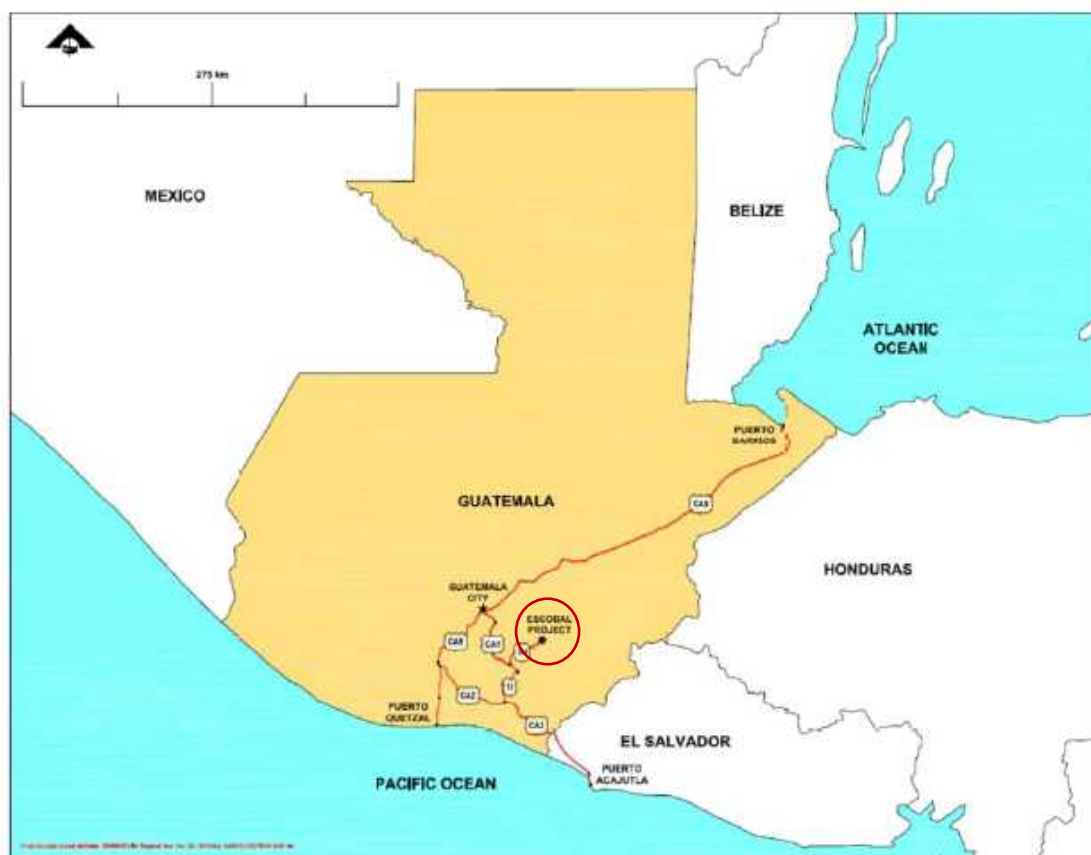 275 km
MEXICO
BELIZE
ATLANTIC
OCEAN
PUERTO
BARRIOS
CA9
GUATEMALA
HONDURAS
GUATEMALA
CITY
ESCOBAL
PROJECT
CA9
CA1
CA2
11
PUERTO
QUETZAL
CA2
EL SALVADOR
PUERTO
ACAJUTLA
PACIFIC OCEAN